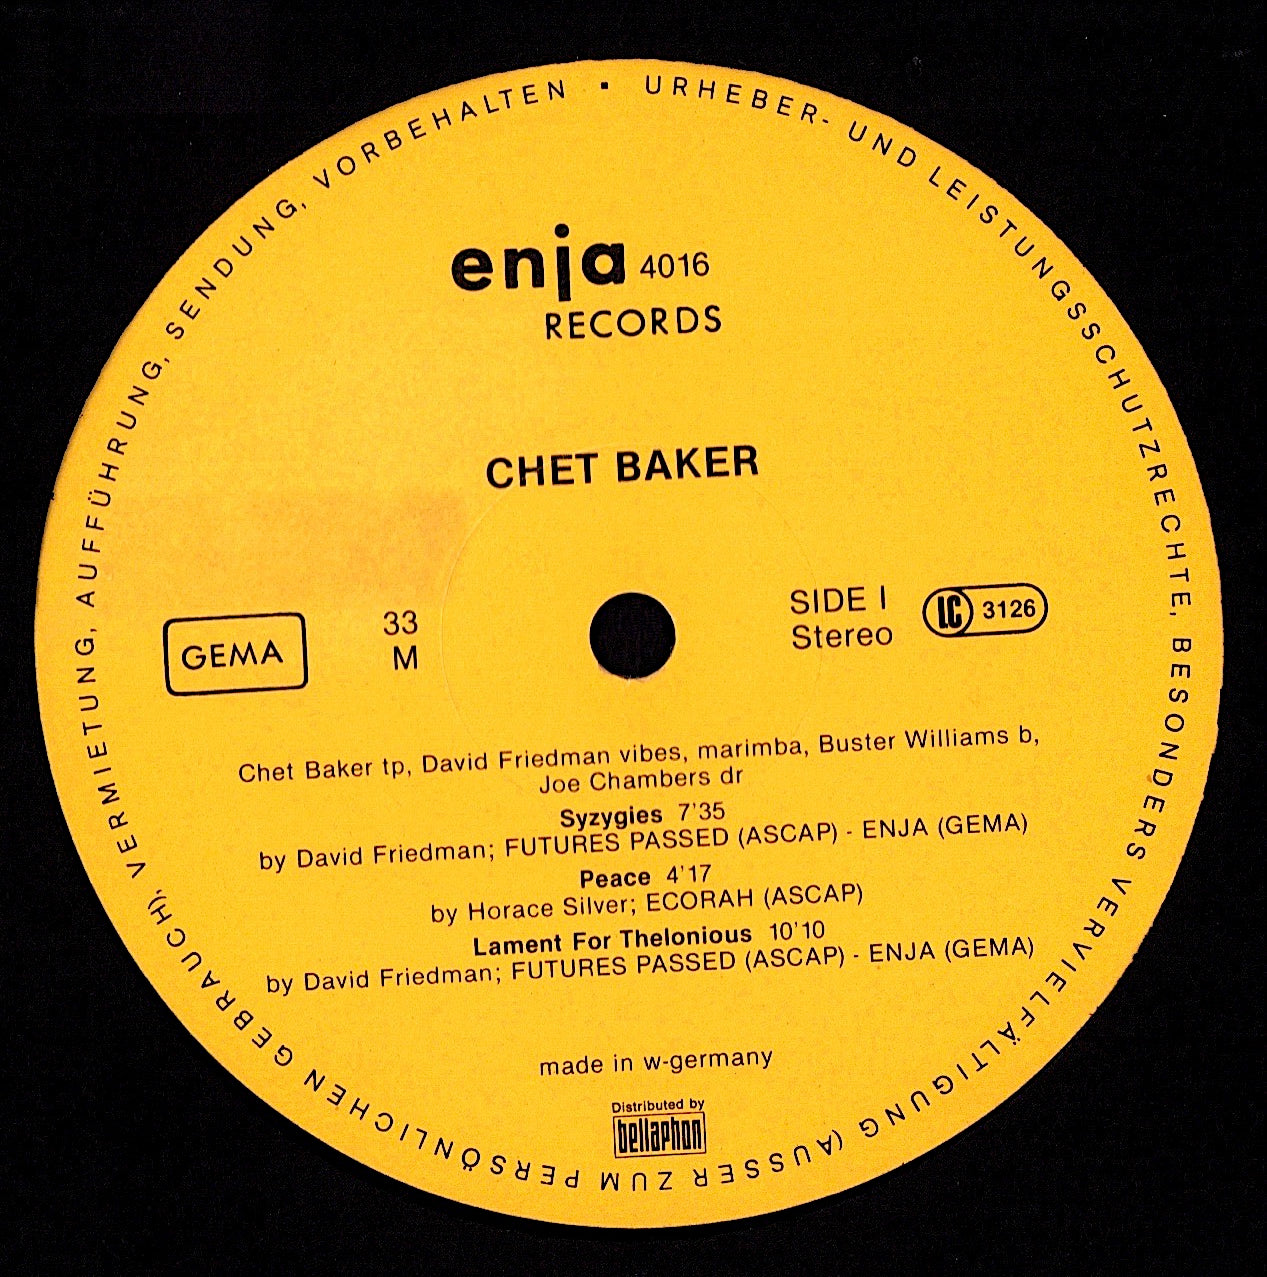 URHEBER- UND LEISTUNGSSCHUTZRECHTE, BESONDERS VERVIELFÄLTIGUNG (AUSSER ZUM PERSÖNLICHEN GEBRAUCH), VERMIETUNG, AUFFÜHRUNG, SENDUNG, VORBEHALTEN ·
enja 4016
RECORDS
CHET BAKER
GEMA
33
M
SIDE I
Stereo
LC 3126
Chet Baker tp, David Friedman vibes, marimba, Buster Williams b,
Joe Chambers dr
Syzygies 7'35
by David Friedman; FUTURES PASSED (ASCAP) - ENJA (GEMA)
Peace 4'17
by Horace Silver; ECORAH (ASCAP)
Lament For Thelonious 10'10
by David Friedman; FUTURES PASSED (ASCAP) - ENJA (GEMA)
made in w-germany
Distributed by
bellaphon